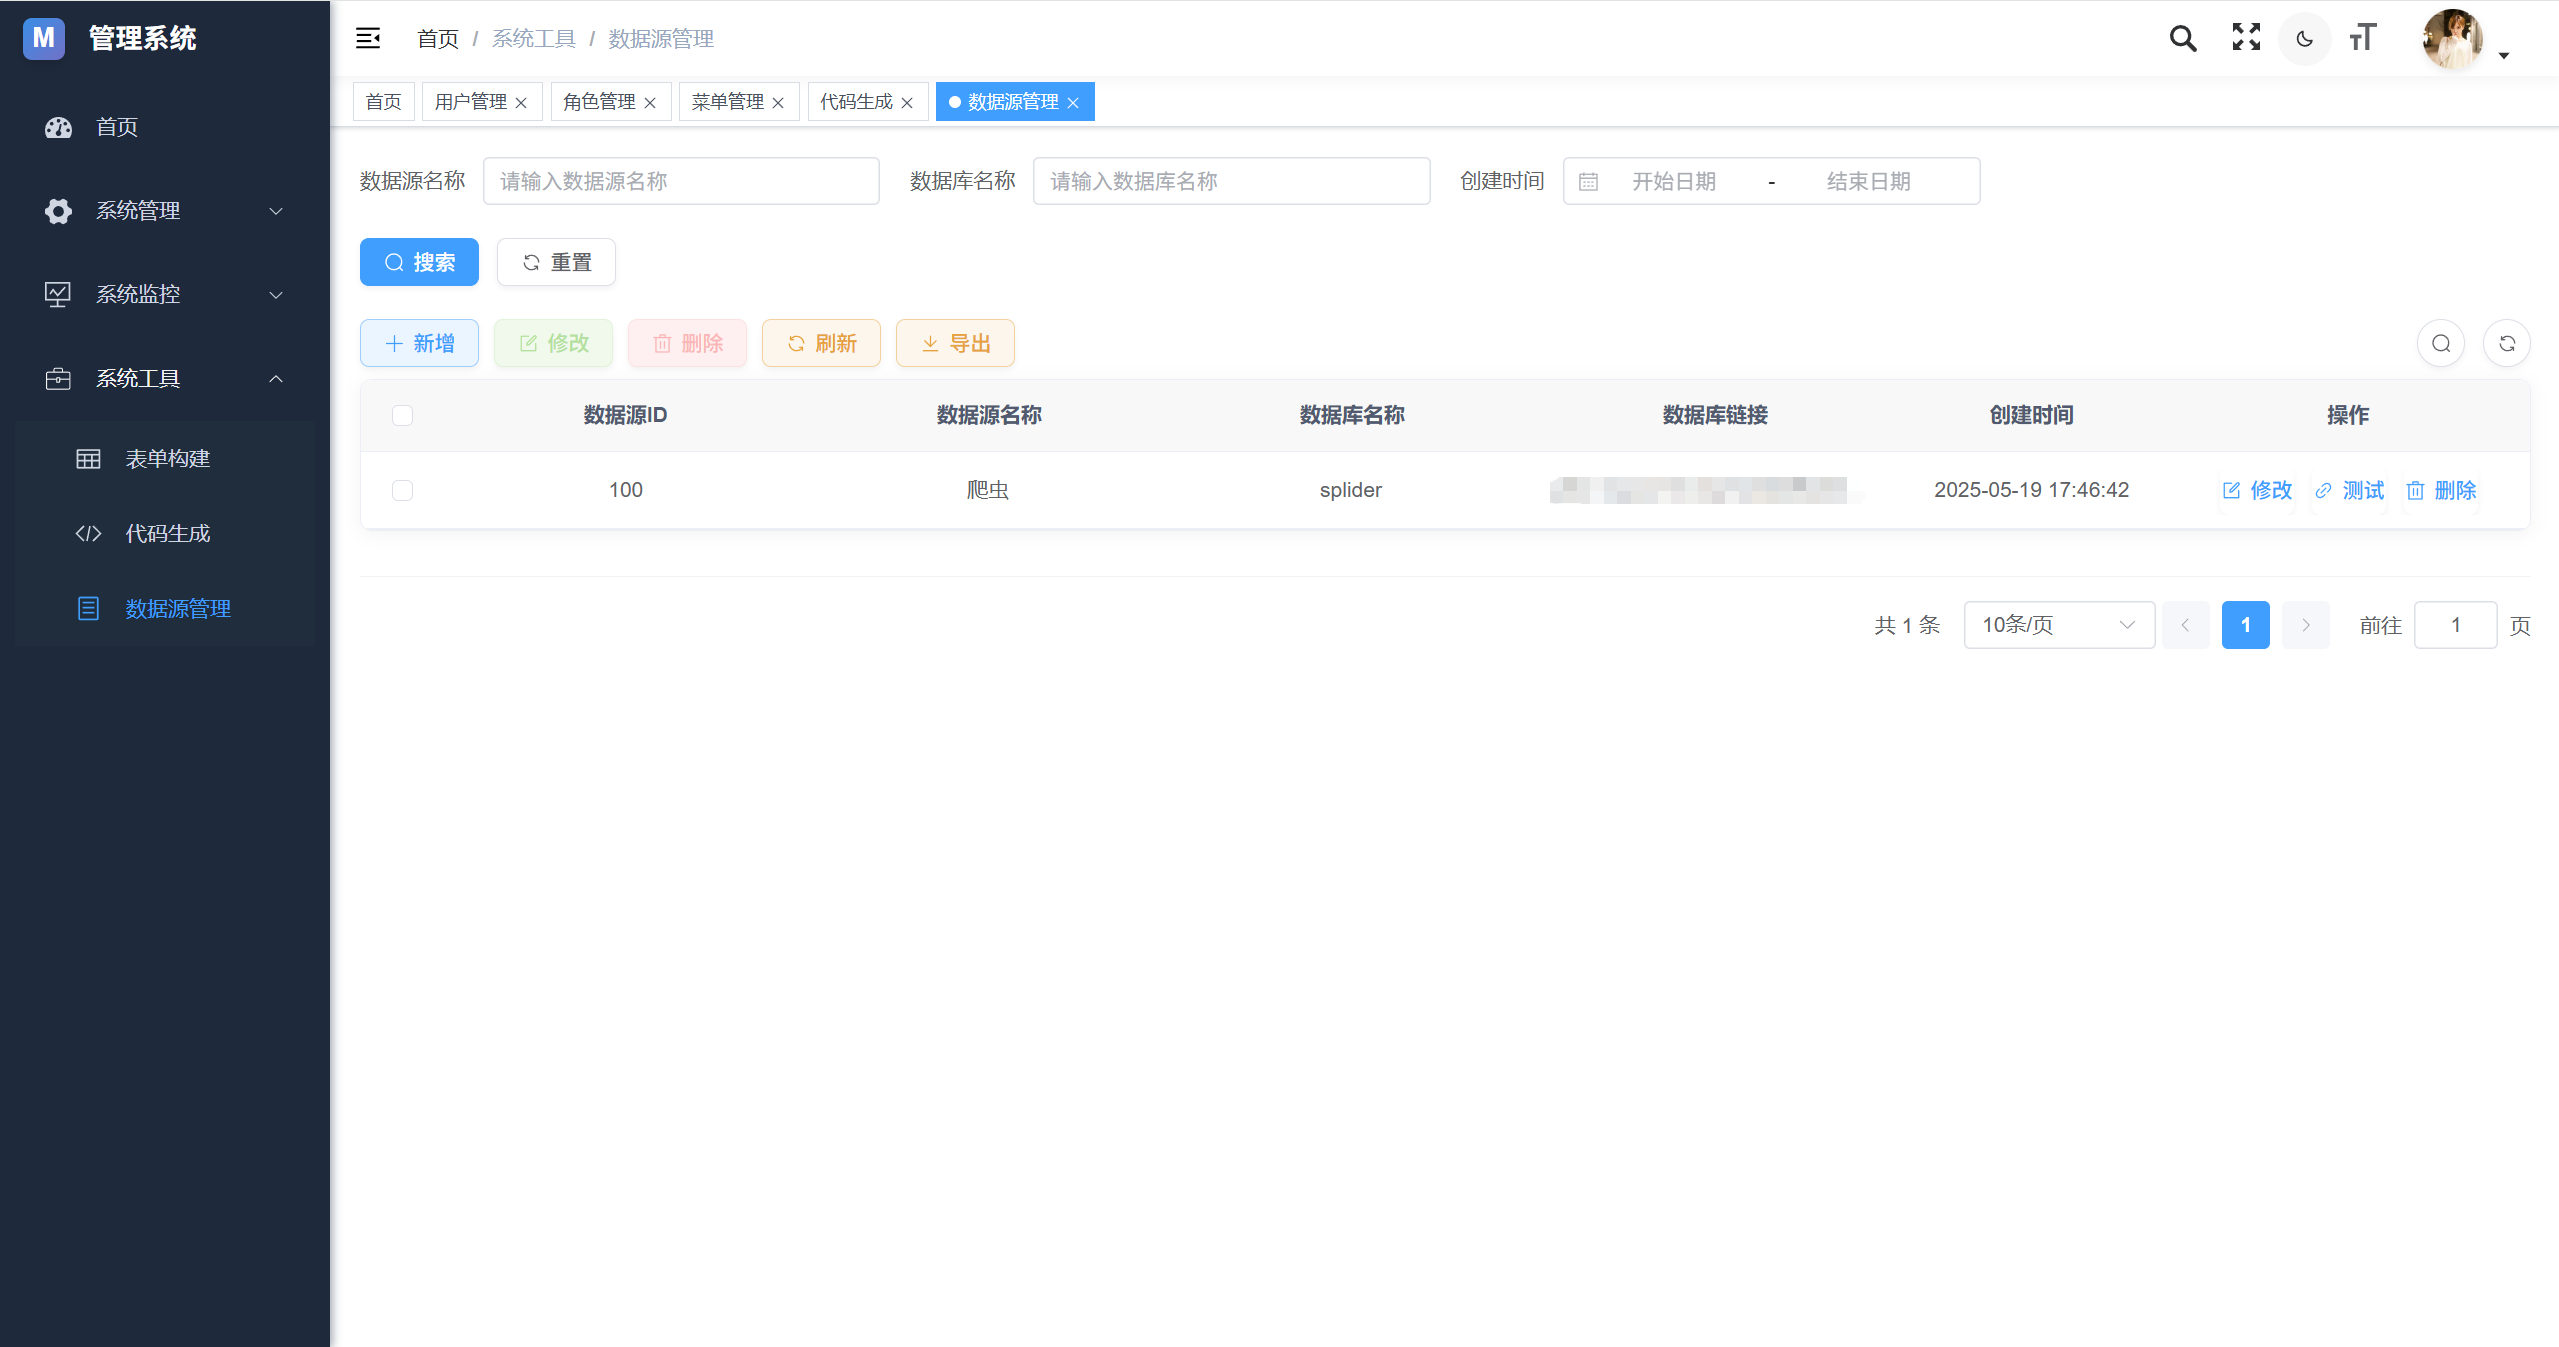 M 管理系统
首页 / 系统工具 / 数据源管理
首页
系统管理
系统监控
系统工具
表单构建
代码生成
数据源管理
首页 用户管理 角色管理 菜单管理 代码生成 数据源管理
数据源名称 请输入数据源名称 数据库名称 请输入数据库名称 创建时间 开始日期 - 结束日期
搜索 重置
新增 修改 删除 刷新 导出
数据源ID 数据源名称 数据库名称 数据库链接 创建时间 操作
100 爬虫 splider 2025-05-19 17:46:42 修改 测试 删除
共 1 条 10条/页 1 前往 1 页